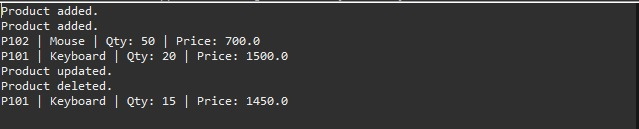 Product added.
Product added.
P102 | Mouse | Qty: 50 | Price: 700.0
P101 | Keyboard | Qty: 20 | Price: 1500.0
Product updated.
Product deleted.
P101 | Keyboard | Qty: 15 | Price: 1450.0